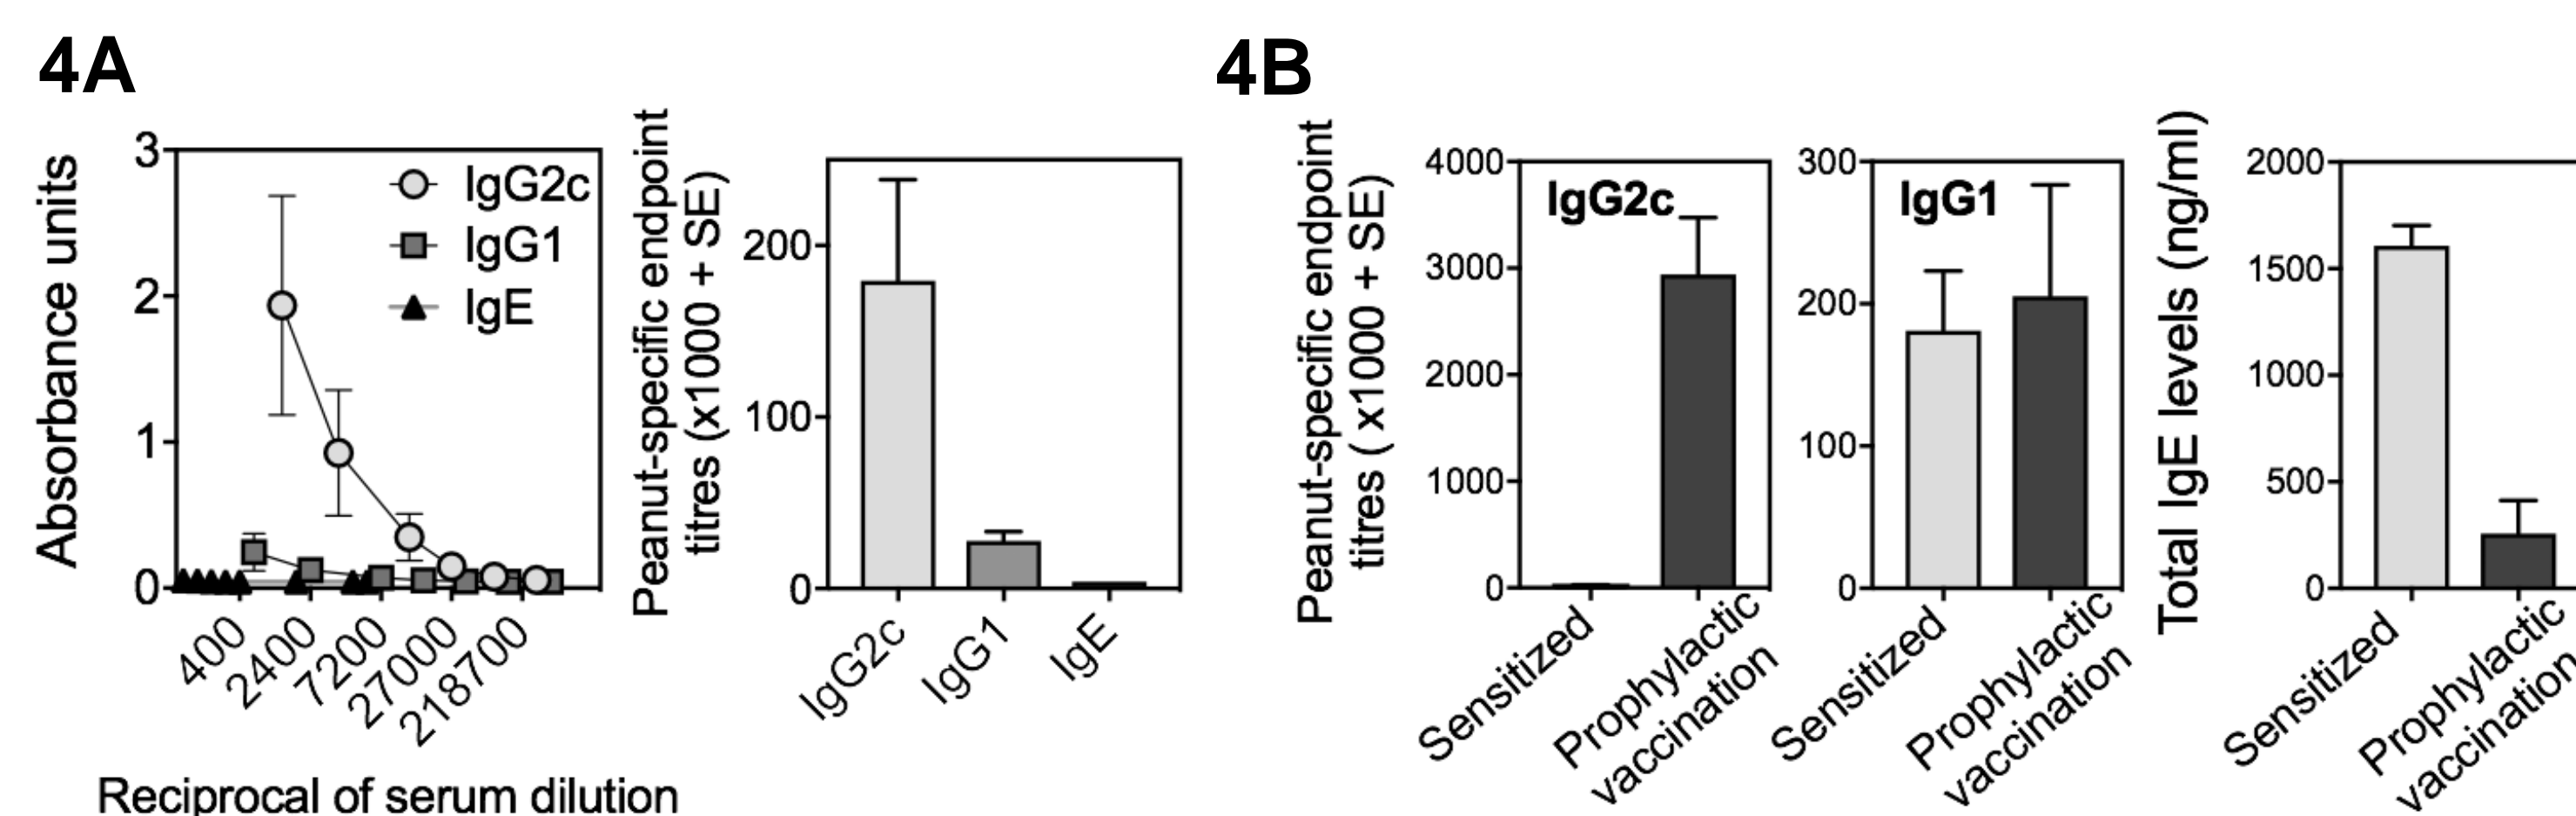 4A
Absorbance units
3
2
1
0
IgG2c
IgG1
IgE
400
2400
7200
27000
218700
Reciprocal of serum dilution
Peanut-specific endpoint
titres (x1000 + SE)
200
100
0
IgG2c
IgG1
IgE
4B
Peanut-specific endpoint
titres ( x1000 + SE)
4000
3000
2000
1000
0
IgG2c
Sensitized
Prophylactic
vaccination
300
200
100
0
IgG1
Sensitized
Prophylactic
vaccination
Total IgE levels (ng/ml)
2000
1500
1000
500
0
Sensitized
Prophylactic
vaccination